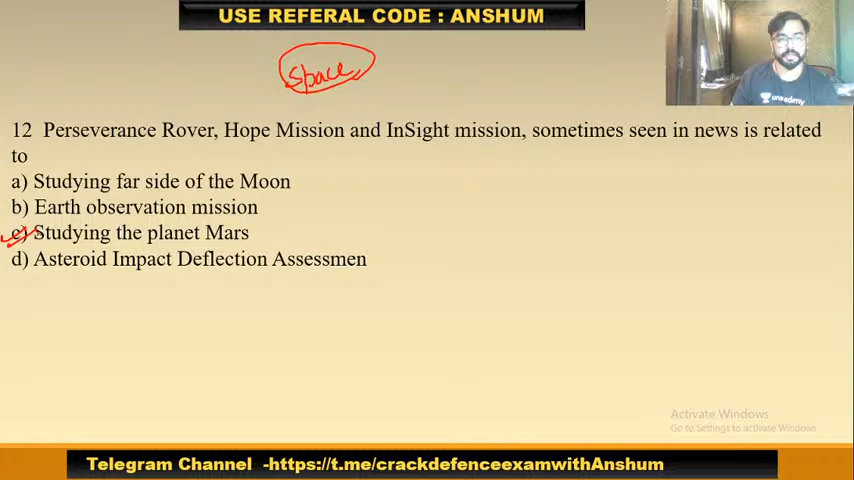 USE REFERAL CODE : ANSHUM
Space
unacademy
12 Perseverance Rover, Hope Mission and InSight mission, sometimes seen in news is related
to
a) Studying far side of the Moon
b) Earth observation mission
c) Studying the planet Mars
d) Asteroid Impact Deflection Assessmen
Activate Windows
Go to Settings to activate Windows
Telegram Channel -https://t.me/crackdefenceexamwithAnshum